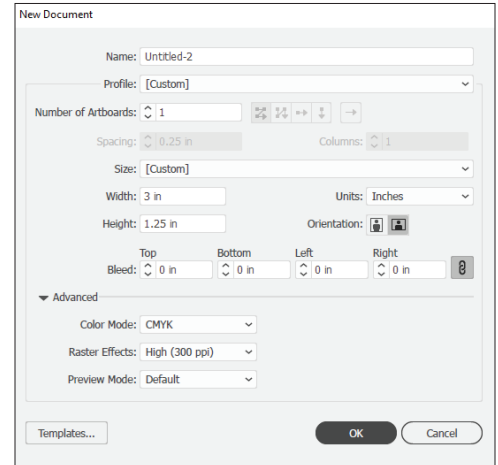 New Document
Name: Untitled-2
Profile: [Custom]
Number of Artboards: 1
Spacing: 0.25 in Columns: 1
Size: [Custom]
Width: 3 in Units: Inches
Height: 1.25 in Orientation:
Top Bottom Left Right
Bleed: 0 in 0 in 0 in 0 in
Advanced
Color Mode: CMYK
Raster Effects: High (300 ppi)
Preview Mode: Default
Templates... OK Cancel